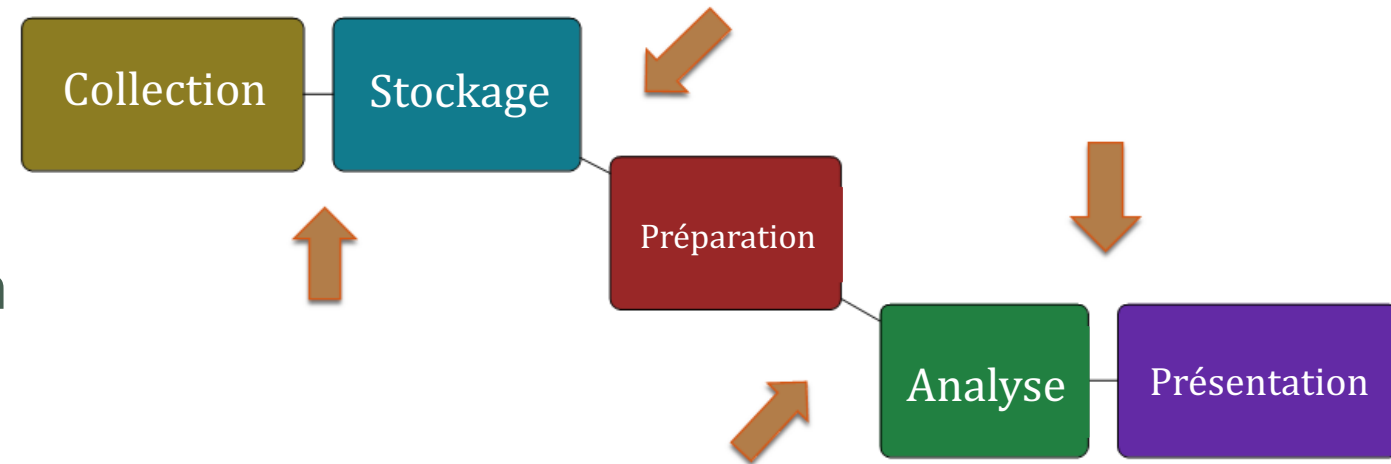 Collection
Stockage
Préparation
Analyse
Présentation